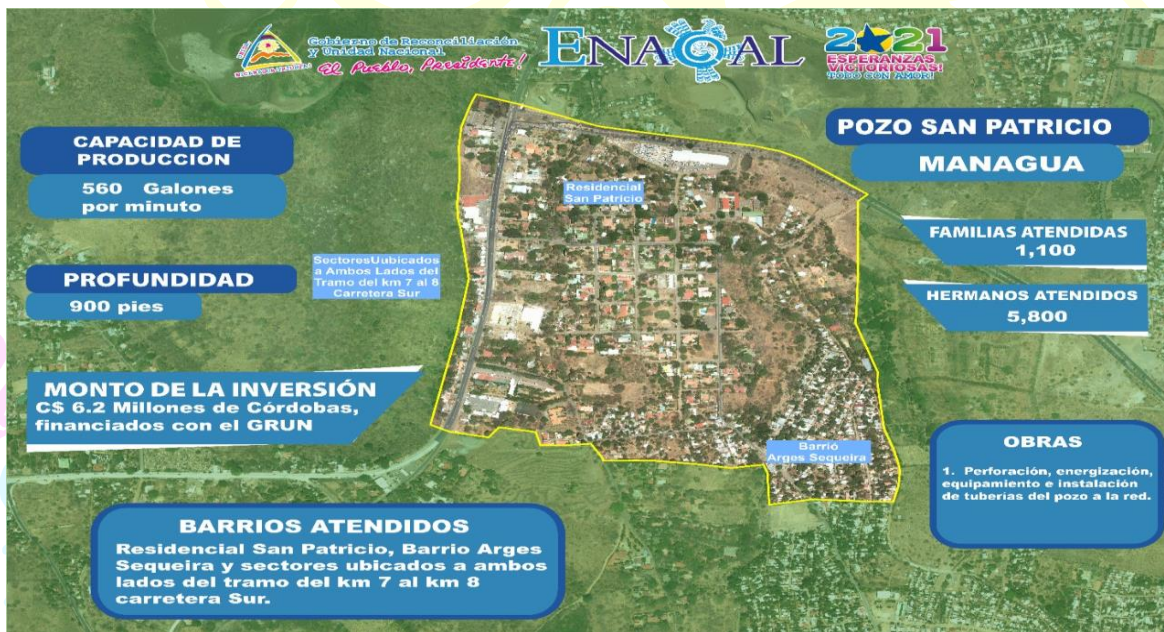 Gobierno de Reconciliación
y Unidad Nacional
El Pueblo, Presidente!
ENACAL
2021
ESPERANZAS
VICTORIOSAS!
TODO CON AMOR!
CAPACIDAD DE
PRODUCCION
560 Galones
por minuto
PROFUNDIDAD
900 pies
MONTO DE LA INVERSIÓN
C$ 6.2 Millones de Córdobas,
financiados con el GRUN
SectoresUubicados
a Ambos Lados del
Tramo del km 7 al 8
Carretera Sur
Residencial
San Patricio
Barrió
Arges Sequeira
POZO SAN PATRICIO
MANAGUA
FAMILIAS ATENDIDAS
1,100
HERMANOS ATENDIDOS
5,800
OBRAS
1. Perforación, energización,
equipamiento e instalación
de tuberías del pozo a la red.
BARRIOS ATENDIDOS
Residencial San Patricio, Barrio Arges
Sequeira y sectores ubicados a ambos
lados del tramo del km 7 al km 8
carretera Sur.